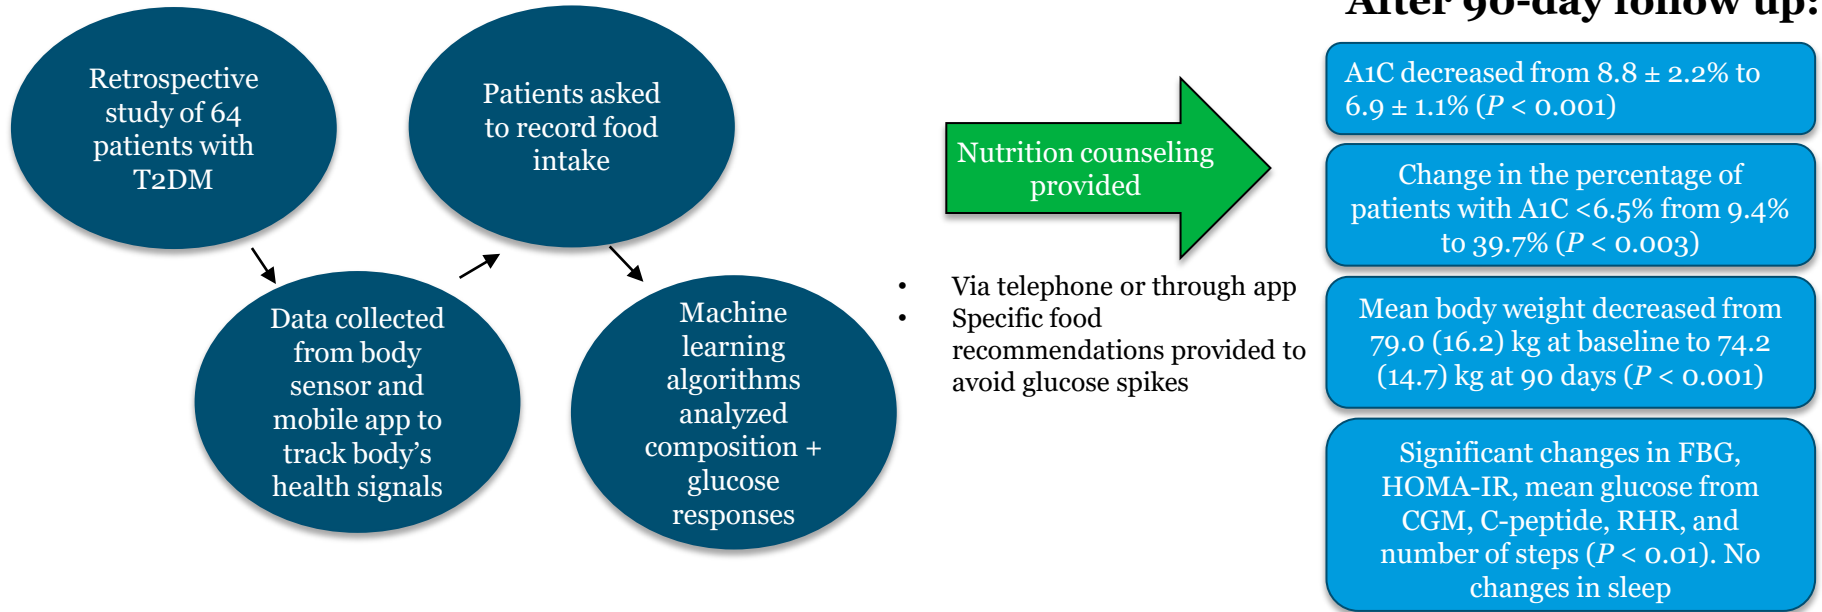 Retrospective
study of 64
patients with
T2DM
Data collected
from body
sensor and
mobile app to
track body’s
health signals
Patients asked
to record food
intake
Machine
learning
algorithms
analyzed
composition +
glucose
responses
Nutrition counseling
provided
• Via telephone or through app
• Specific food
recommendations provided to
avoid glucose spikes
After 90-day follow up:
A1C decreased from 8.8 ± 2.2% to
6.9 ± 1.1% (P < 0.001)
Change in the percentage of
patients with A1C <6.5% from 9.4%
to 39.7% (P < 0.003)
Mean body weight decreased from
79.0 (16.2) kg at baseline to 74.2
(14.7) kg at 90 days (P < 0.001)
Significant changes in FBG,
HOMA-IR, mean glucose from
CGM, C-peptide, RHR, and
number of steps (P < 0.01). No
changes in sleep